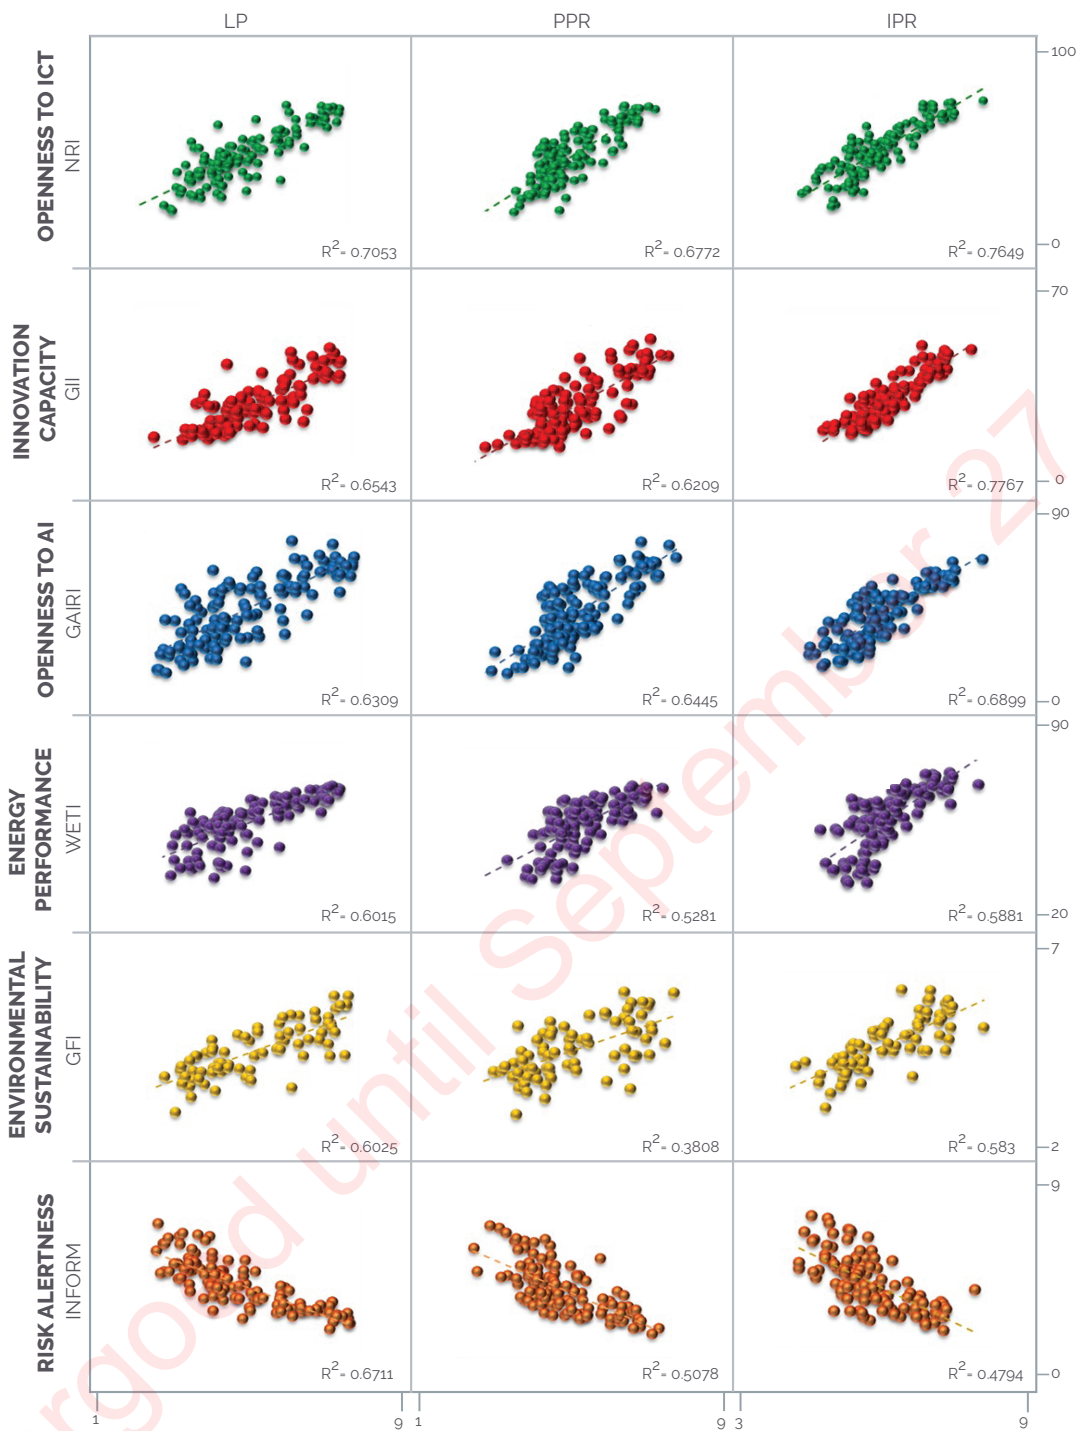 LP PPR IPR
OPENNESS TO ICT
NRI
100
0
R²= 0.7053 R²= 0.6772 R²= 0.7649
INNOVATION
CAPACITY
GII
70
0
R²= 0.6543 R²= 0.6209 R²= 0.7767
OPENNESS TO AI
GAIRI
90
0
R²= 0.6309 R²= 0.6445 R²= 0.6899
ENERGY
PERFORMANCE
WETI
90
20
R²= 0.6015 R²= 0.5281 R²= 0.5881
ENVIRONMENTAL
SUSTAINABILITY
GFI
7
2
R²= 0.6025 R²= 0.3808 R²= 0.583
RISK ALERTNESS
INFORM
9
0
R²= 0.6711 R²= 0.5078 R²= 0.4794
1 9 1 9 3 9
until September 27